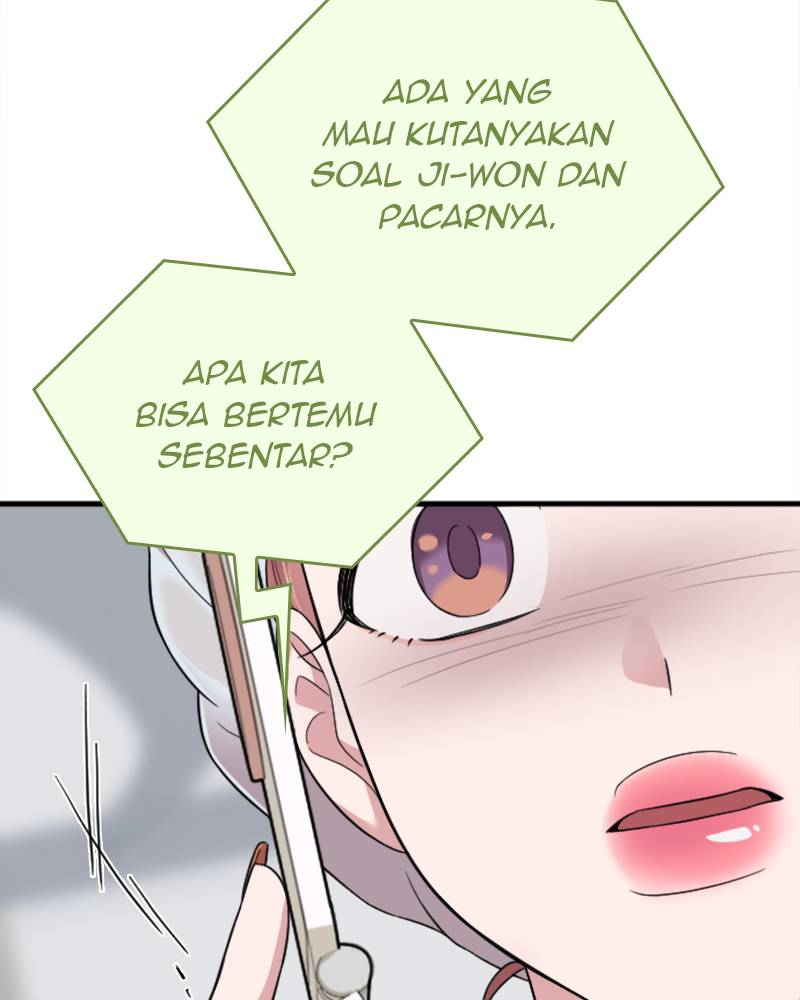 ADA YANG
MAU KUTANYAKAN
SOAL JI-WON DAN
PACARNYA.
APA KITA
BISA BERTEMU
SEBENTAR?